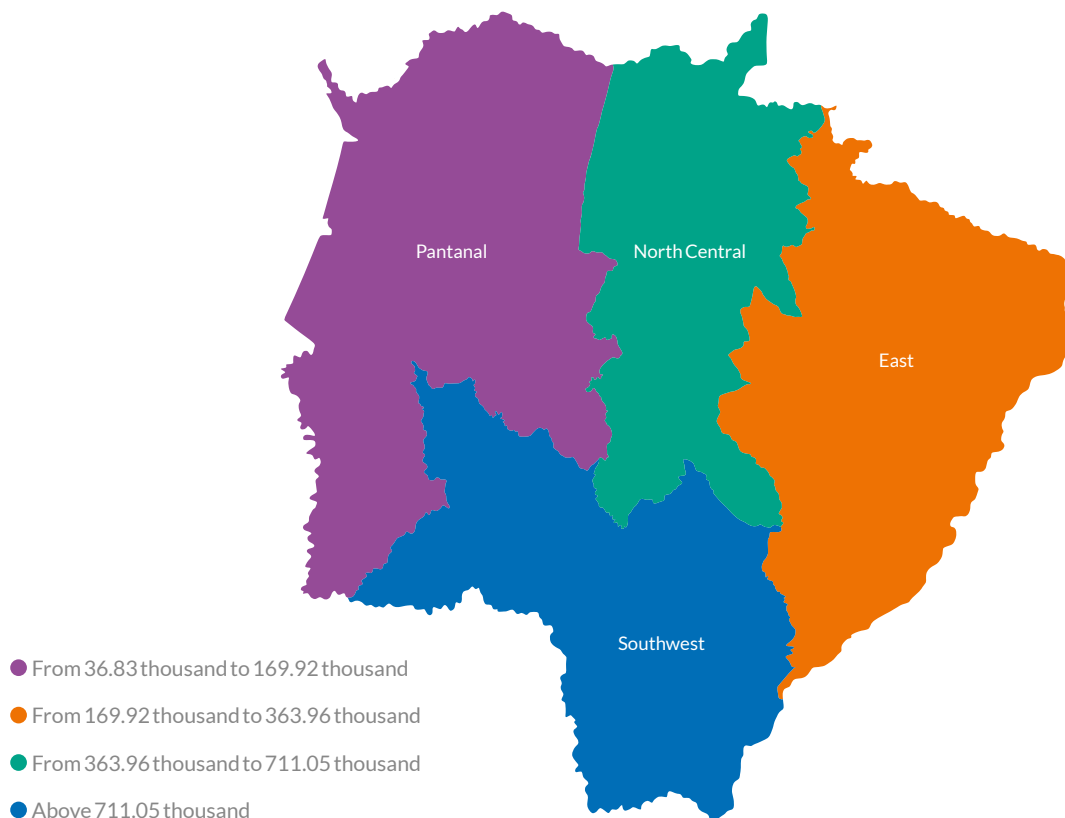 Pantanal
North Central
East
Southwest
From 36.83 thousand to 169.92 thousand
From 169.92 thousand to 363.96 thousand
From 363.96 thousand to 711.05 thousand
Above 711.05 thousand